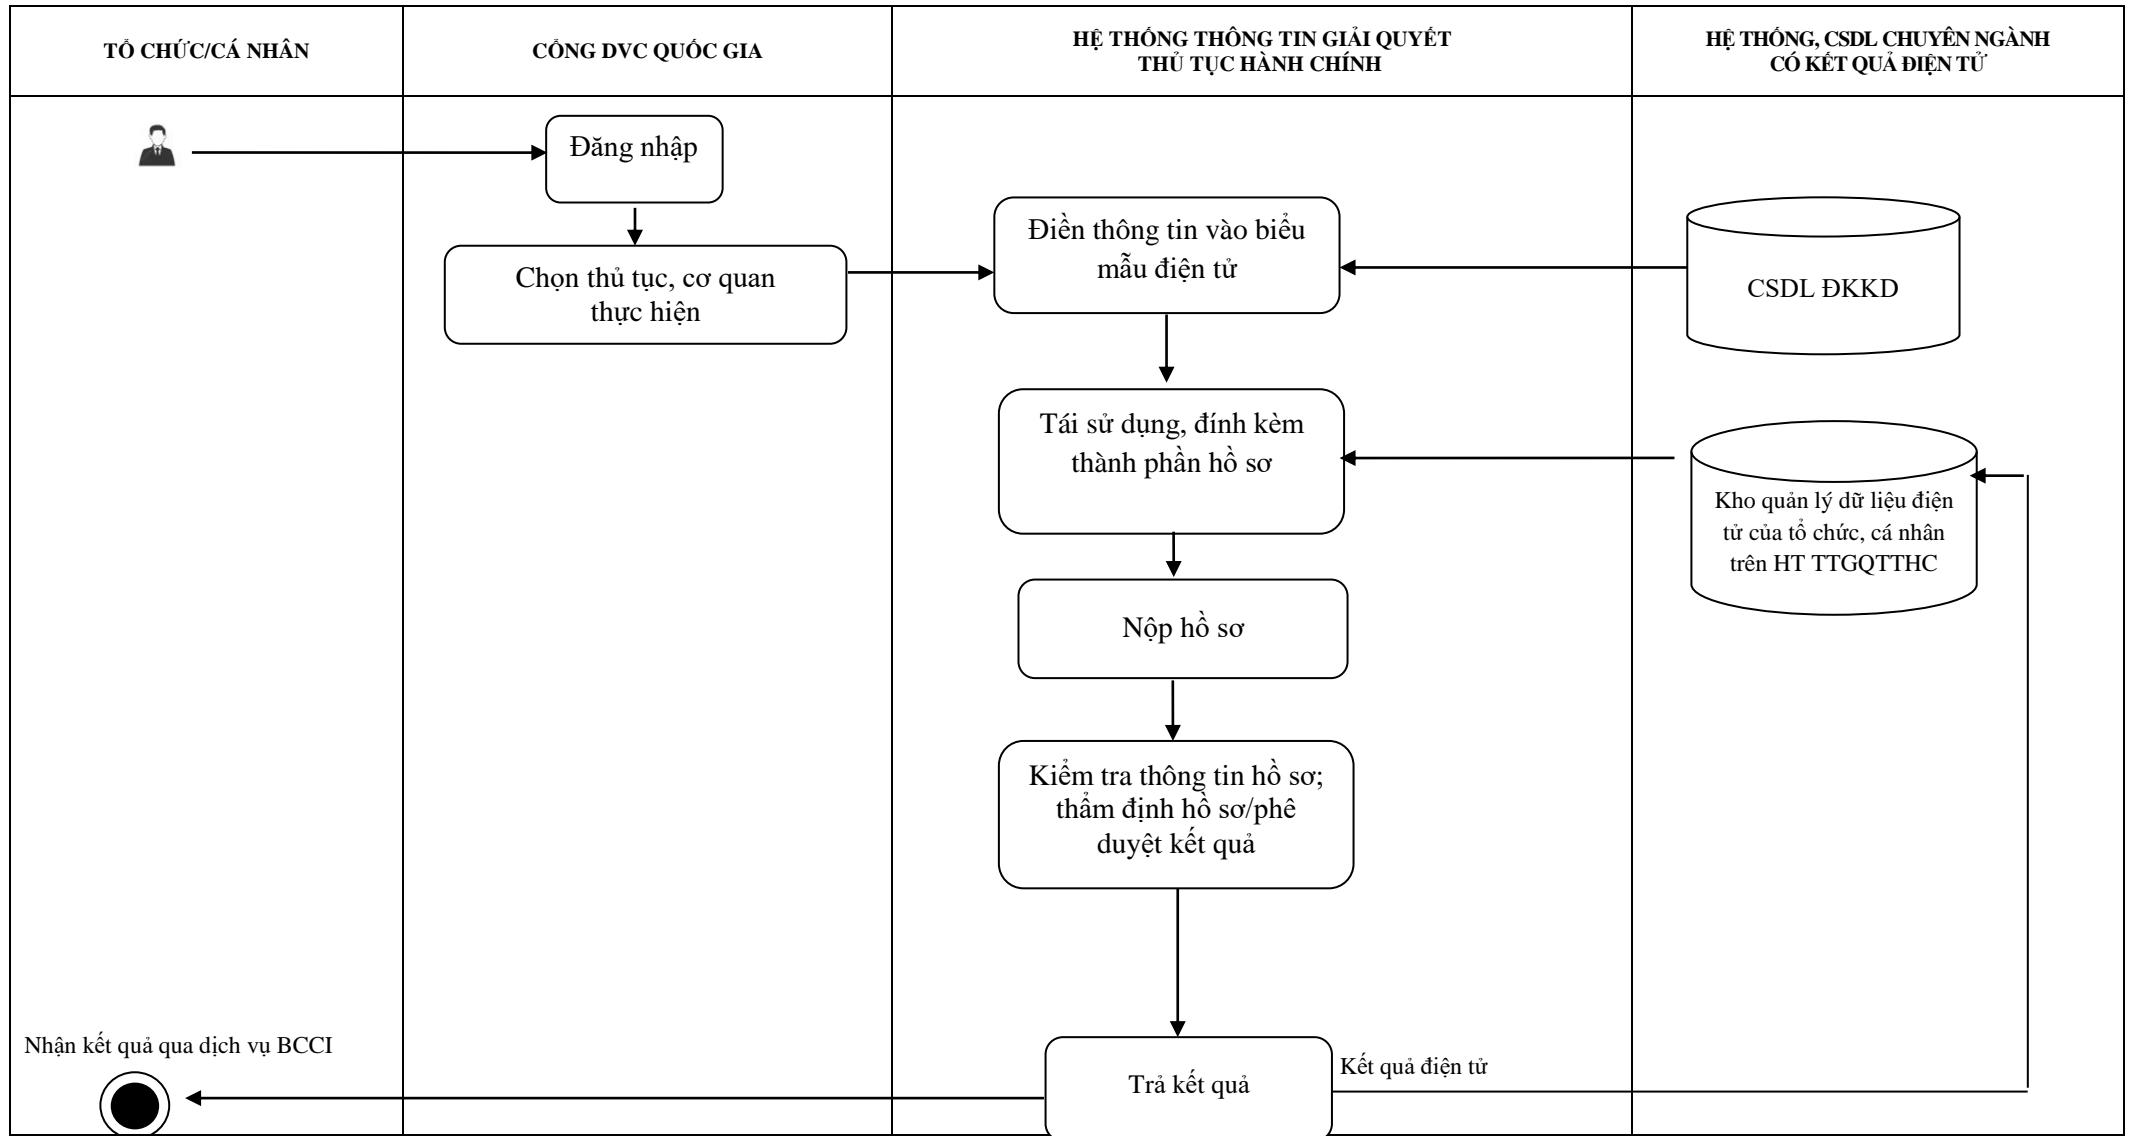 TỔ CHỨC/CÁ NHÂN
CỔNG DVC QUỐC GIA
HỆ THỐNG THÔNG TIN GIẢI QUYẾT
THỦ TỤC HÀNH CHÍNH
HỆ THỐNG, CSDL CHUYÊN NGÀNH
CÓ KẾT QUẢ ĐIỆN TỬ
Đăng nhập
Chọn thủ tục, cơ quan
thực hiện
Điền thông tin vào biểu
mẫu điện tử
CSDL ĐKKD
Tái sử dụng, đính kèm
thành phần hồ sơ
Kho quản lý dữ liệu điện
tử của tổ chức, cá nhân
trên HT TTGQTTHC
Nộp hồ sơ
Kiểm tra thông tin hồ sơ;
thẩm định hồ sơ/phê
duyệt kết quả
Nhận kết quả qua dịch vụ BCCI
Trả kết quả
Kết quả điện tử